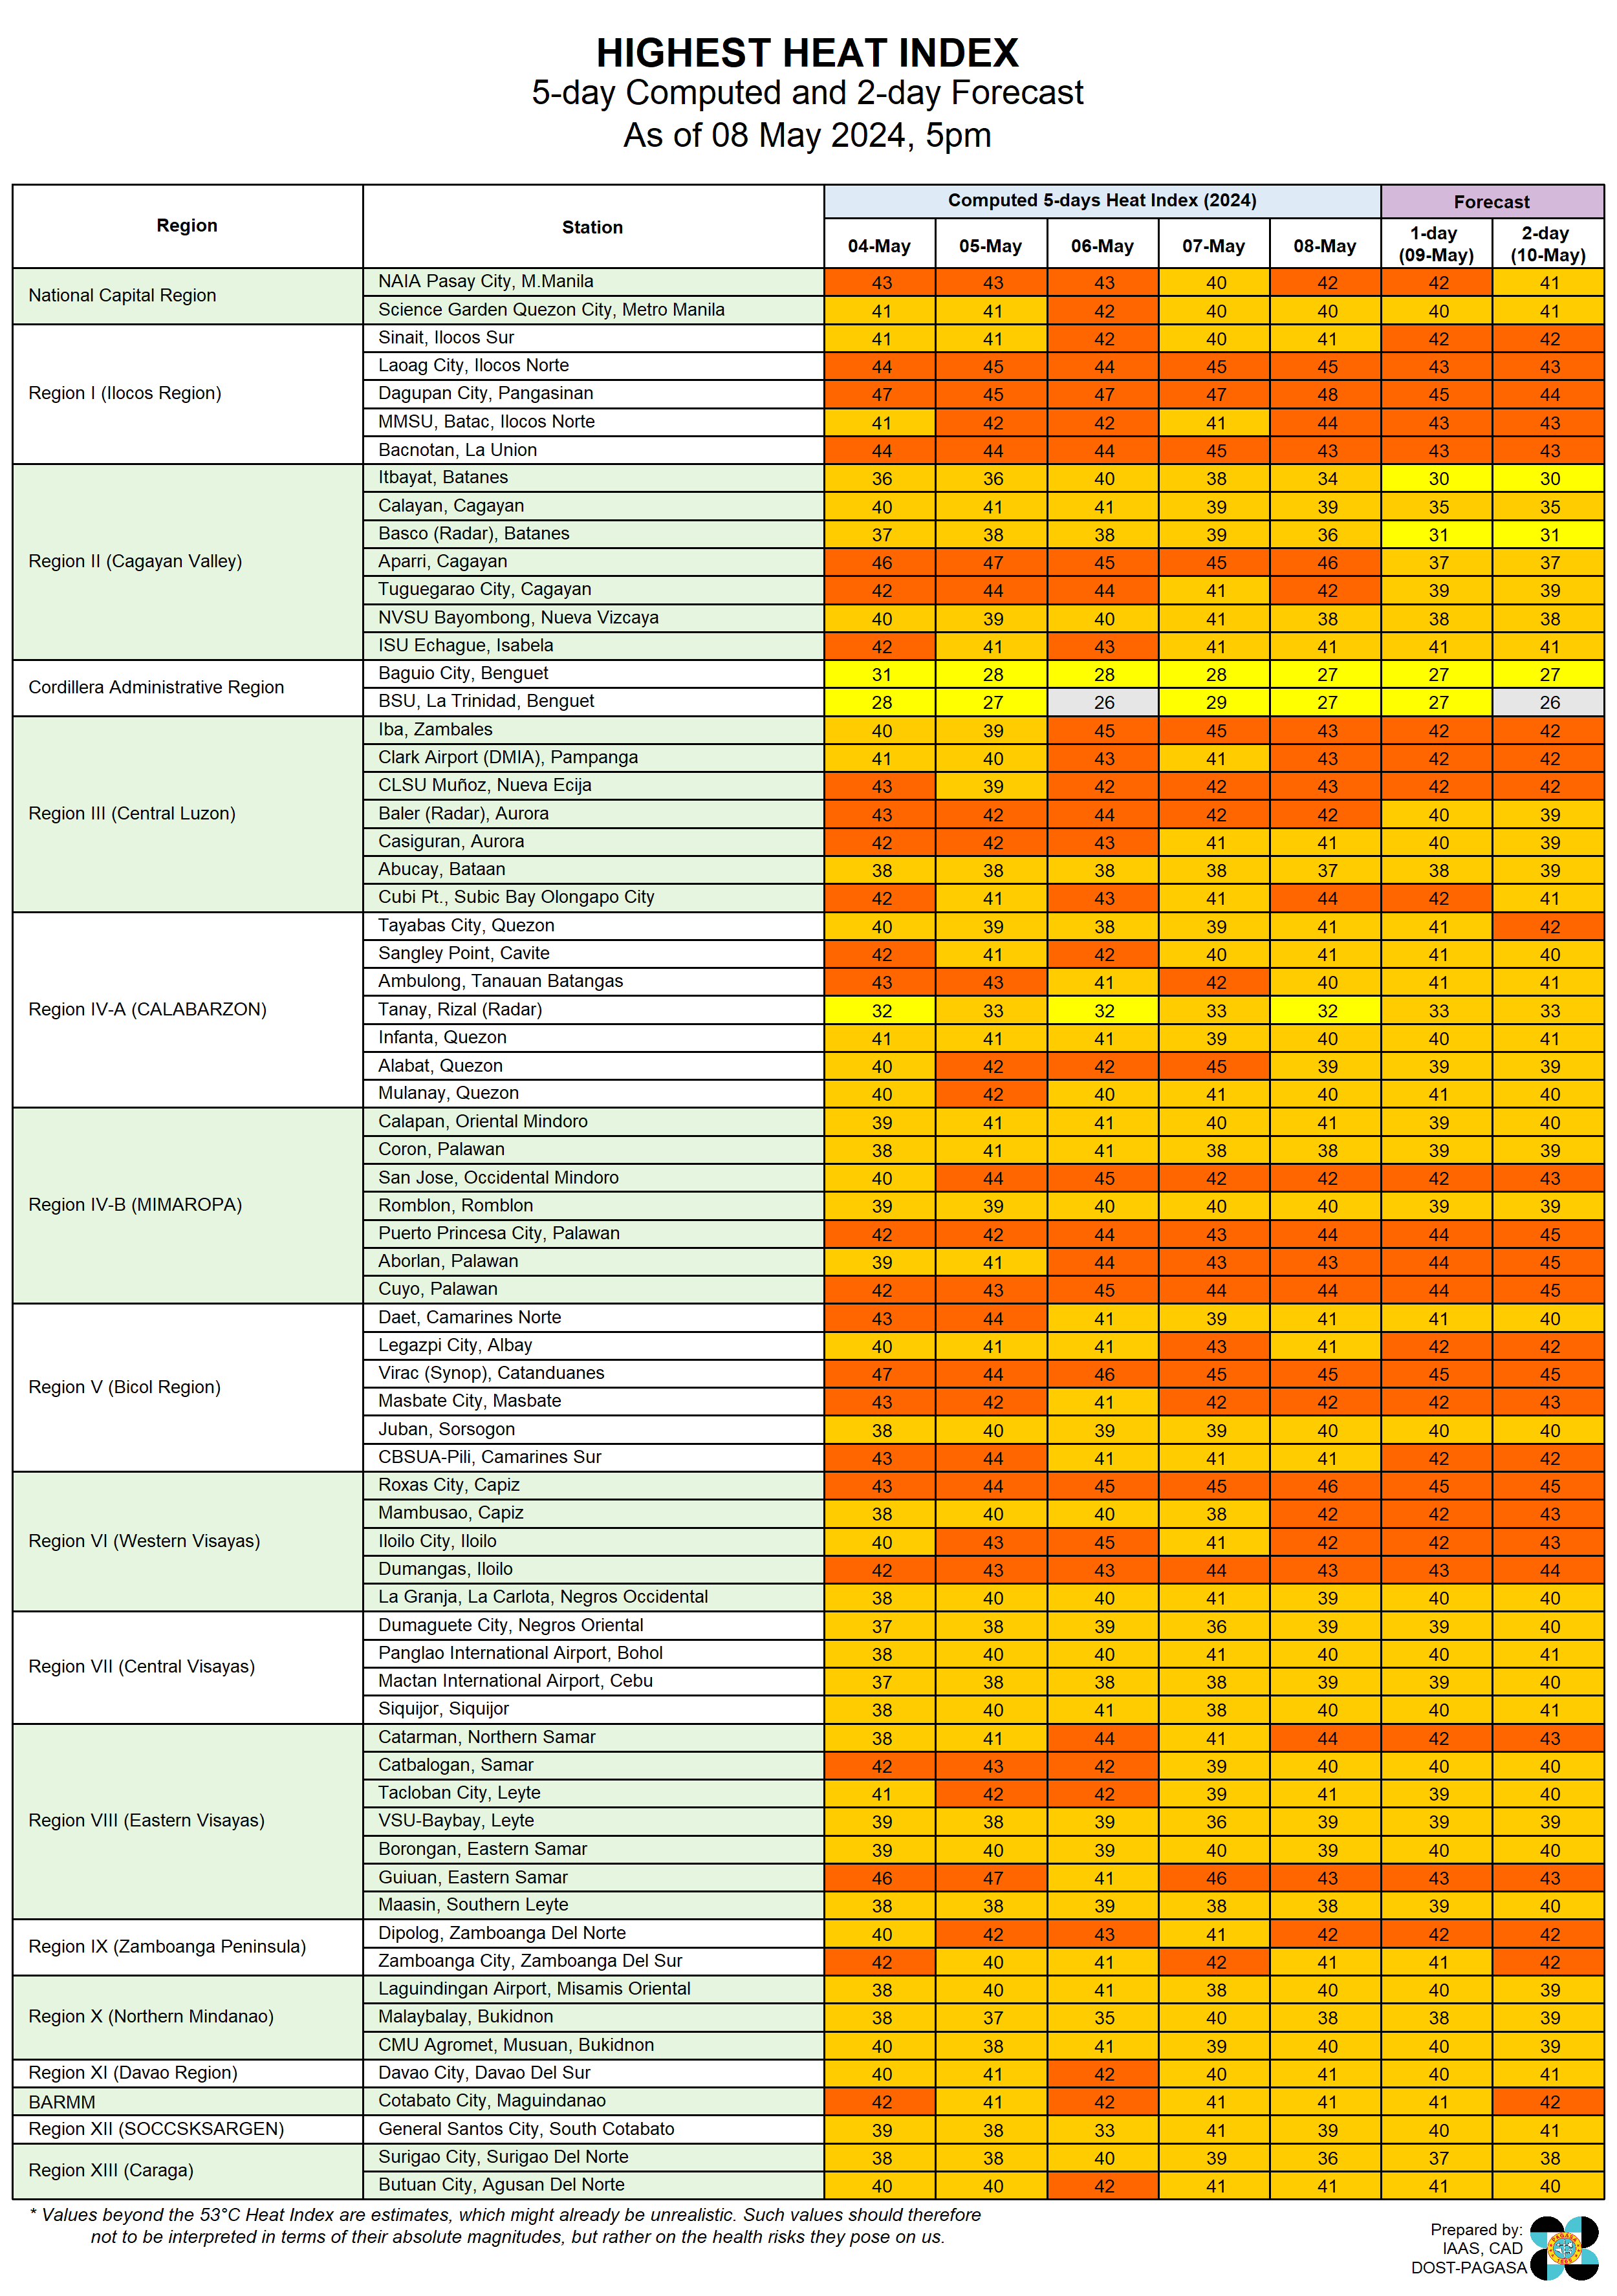 HIGHEST HEAT INDEX
5-day Computed and 2-day Forecast
As of 08 May 2024, 5pm
Region Station Computed 5-days Heat Index (2024) Forecast
04-May 05-May 06-May 07-May 08-May 1-day (09-May) 2-day (10-May)
National Capital Region
NAIA Pasay City, M.Manila 43 43 43 40 42 42 41
Science Garden Quezon City, Metro Manila 41 41 42 40 40 40 41
Region I (Ilocos Region)
Sinait, Ilocos Sur 41 41 42 40 41 42 42
Laoag City, Ilocos Norte 44 45 44 45 45 43 43
Dagupan City, Pangasinan 47 45 47 47 48 45 44
MMSU, Batac, Ilocos Norte 41 42 42 41 44 43 43
Bacnotan, La Union 44 44 44 45 43 43 43
Region II (Cagayan Valley)
Itbayat, Batanes 36 36 40 38 34 30 30
Calayan, Cagayan 40 41 41 39 39 35 35
Basco (Radar), Batanes 37 38 38 39 36 31 31
Aparri, Cagayan 46 47 45 45 46 37 37
Tuguegarao City, Cagayan 42 44 44 41 42 39 39
NVSU Bayombong, Nueva Vizcaya 40 39 40 41 38 38 38
ISU Echague, Isabela 42 41 43 41 41 41 41
Cordillera Administrative Region
Baguio City, Benguet 31 28 28 28 27 27 27
BSU, La Trinidad, Benguet 28 27 26 29 27 27 26
Region III (Central Luzon)
Iba, Zambales 40 39 45 45 43 42 42
Clark Airport (DMIA), Pampanga 41 40 43 41 43 42 42
CLSU Muñoz, Nueva Ecija 43 39 42 42 43 42 42
Baler (Radar), Aurora 43 42 44 42 42 40 39
Casiguran, Aurora 42 42 43 41 41 40 39
Abucay, Bataan 38 38 38 38 37 38 39
Cubi Pt., Subic Bay Olongapo City 42 41 43 41 44 42 41
Region IV-A (CALABARZON)
Tayabas City, Quezon 40 39 38 39 41 41 42
Sangley Point, Cavite 42 41 42 40 41 41 40
Ambulong, Tanauan Batangas 43 43 41 42 40 41 41
Tanay, Rizal (Radar) 32 33 32 33 32 33 33
Infanta, Quezon 41 41 41 39 40 40 41
Alabat, Quezon 40 42 42 45 39 39 39
Mulanay, Quezon 40 42 40 41 40 41 40
Region IV-B (MIMAROPA)
Calapan, Oriental Mindoro 39 41 41 40 41 39 40
Coron, Palawan 38 41 41 38 38 39 39
San Jose, Occidental Mindoro 40 44 45 42 42 42 43
Romblon, Romblon 39 39 40 40 40 39 39
Puerto Princesa City, Palawan 42 42 44 43 44 44 45
Aborlan, Palawan 39 41 44 43 43 44 45
Cuyo, Palawan 42 43 45 44 44 44 45
Region V (Bicol Region)
Daet, Camarines Norte 43 44 41 39 41 41 40
Legazpi City, Albay 40 41 41 43 41 42 42
Virac (Synop), Catanduanes 47 44 46 45 45 45 45
Masbate City, Masbate 43 42 41 42 42 42 43
Juban, Sorsogon 38 40 39 39 40 40 40
CBSUA-Pili, Camarines Sur 43 44 41 41 41 42 42
Region VI (Western Visayas)
Roxas City, Capiz 43 44 45 45 46 45 45
Mambusao, Capiz 38 40 40 38 42 42 43
Iloilo City, Iloilo 40 43 45 41 42 42 43
Dumangas, Iloilo 42 43 43 44 43 43 44
La Granja, La Carlota, Negros Occidental 38 40 40 41 39 40 40
Region VII (Central Visayas)
Dumaguete City, Negros Oriental 37 38 39 36 39 39 40
Panglao International Airport, Bohol 38 40 40 41 40 40 41
Mactan International Airport, Cebu 37 38 38 38 39 39 40
Siquijor, Siquijor 38 40 41 38 40 40 41
Region VIII (Eastern Visayas)
Catarman, Northern Samar 38 41 44 41 44 42 43
Catbalogan, Samar 42 43 42 39 40 40 40
Tacloban City, Leyte 41 42 42 39 41 39 40
VSU-Baybay, Leyte 39 38 39 36 39 39 39
Borongan, Eastern Samar 39 40 39 40 39 40 40
Guiuan, Eastern Samar 46 47 41 46 43 43 43
Maasin, Southern Leyte 38 38 39 38 38 39 40
Region IX (Zamboanga Peninsula)
Dipolog, Zamboanga Del Norte 40 42 43 41 42 42 42
Zamboanga City, Zamboanga Del Sur 42 40 41 42 41 41 42
Region X (Northern Mindanao)
Laguindingan Airport, Misamis Oriental 38 40 41 38 40 40 39
Malaybalay, Bukidnon 38 37 35 40 38 38 39
CMU Agromet, Musuan, Bukidnon 40 38 41 39 40 40 39
Region XI (Davao Region) Davao City, Davao Del Sur 40 41 42 40 41 40 41
BARMM Cotabato City, Maguindanao 42 41 42 41 41 41 42
Region XII (SOCCSKSARGEN) General Santos City, South Cotabato 39 38 33 41 39 40 41
Region XIII (Caraga)
Surigao City, Surigao Del Norte 38 38 40 39 36 37 38
Butuan City, Agusan Del Norte 40 40 42 41 41 41 40
* Values beyond the 53°C Heat Index are estimates, which might already be unrealistic. Such values should therefore
not to be interpreted in terms of their absolute magnitudes, but rather on the health risks they pose on us.
Prepared by:
IAAS, CAD
DOST-PAGASA